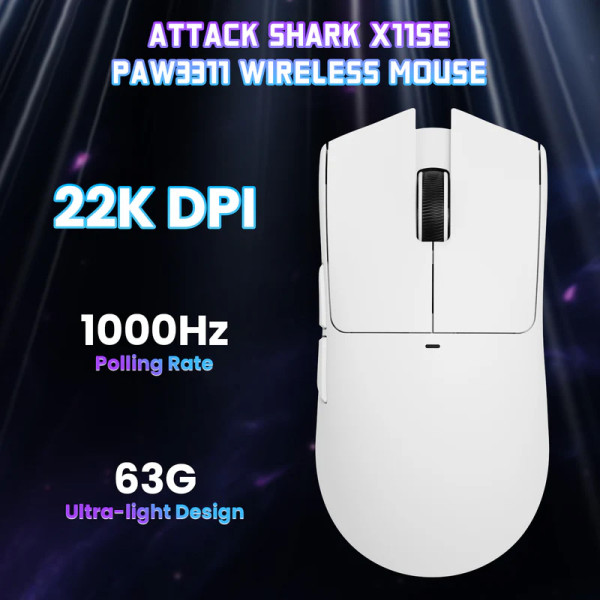 ATTACK SHARK X11SE
PAW3311 WIRELESS MOUSE
22K DPI
1000Hz
Polling Rate
63G
Ultra-light Design